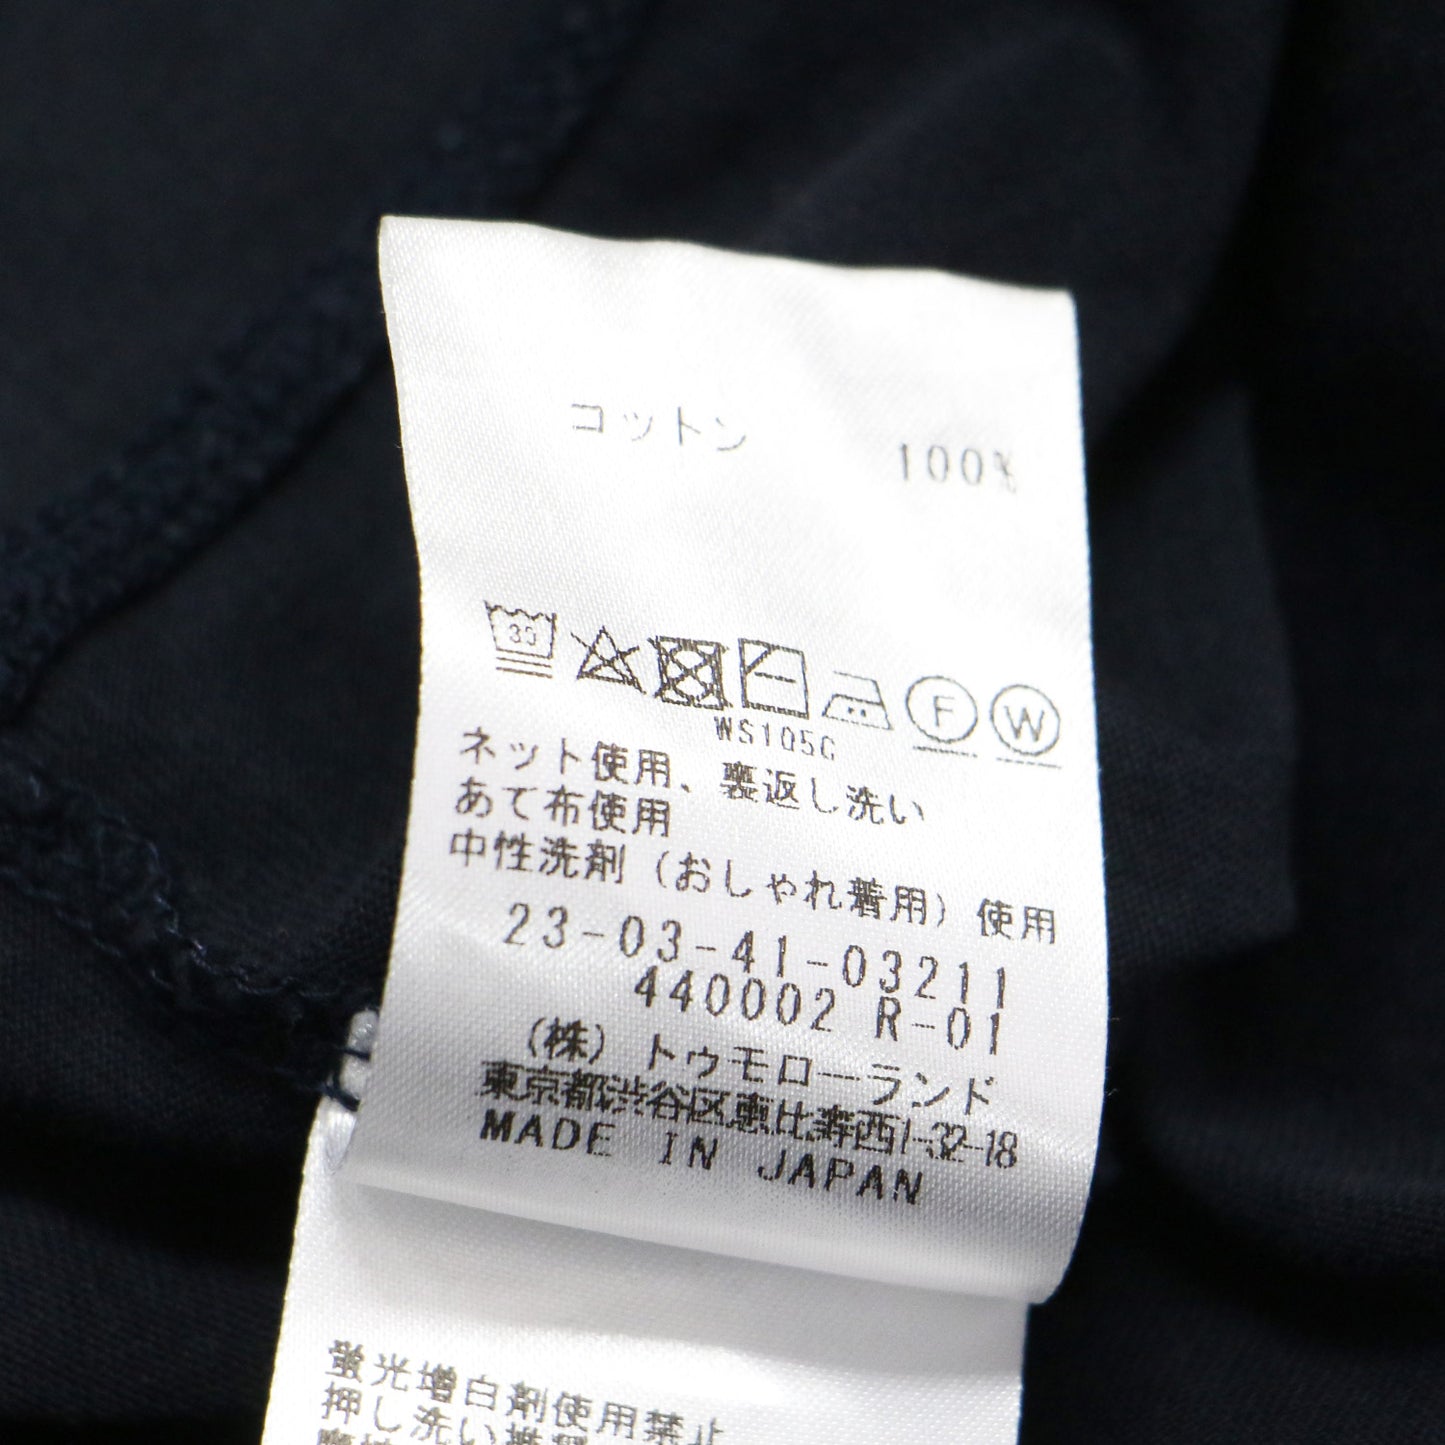 コットン 100%
30
F W
WS105C
ネット使用、裏返し洗い
あて布使用
中性洗剤（おしゃれ着用）使用
23-03-41-03211
440002 R-01
（株）トゥモローランド
東京都渋谷区恵比寿西1-32-18
MADE IN JAPAN
蛍光増白剤使用禁止
押し洗い推奨